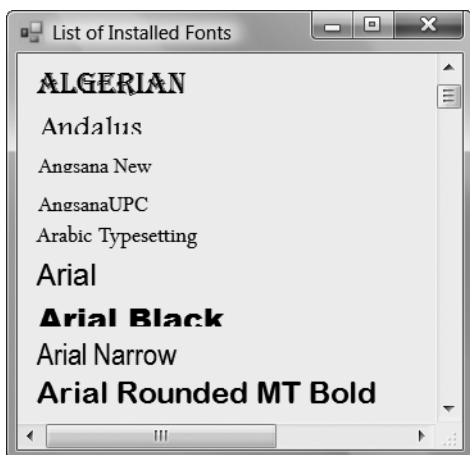 List of Installed Fonts
ALGERIAN
Andalus
Angsana New
AngsanaUPC
Arabic Typesetting
Arial
Arial Black
Arial Narrow
Arial Rounded MT Bold